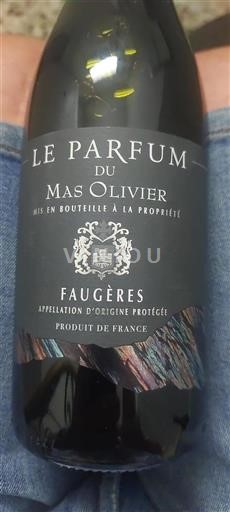 LE PARFUM
DU
MAS OLIVIER
MIS EN BOUTEILLE À LA PROPRIÉTÉ
FAUGÈRES
APPELLATION D'ORIGINE PROTÉGÉE
PRODUIT DE FRANCE